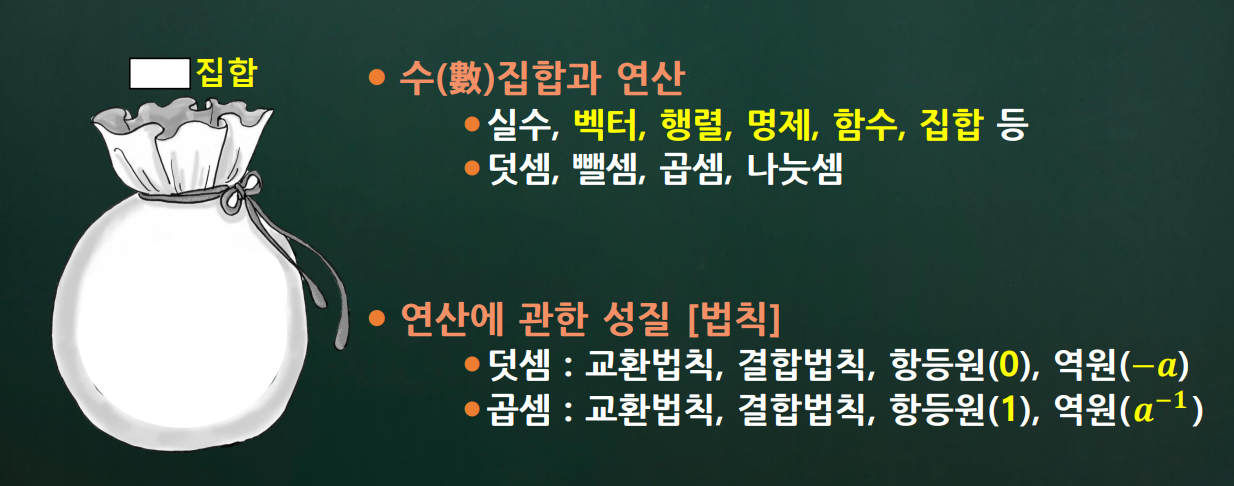 집합
• 수(數)집합과 연산
• 실수, 벡터, 행렬, 명제, 함수, 집합 등
• 덧셈, 뺄셈, 곱셈, 나눗셈
• 연산에 관한 성질 [법칙]
• 덧셈 : 교환법칙, 결합법칙, 항등원(0), 역원(−a)
• 곱셈 : 교환법칙, 결합법칙, 항등원(1), 역원(a⁻¹)